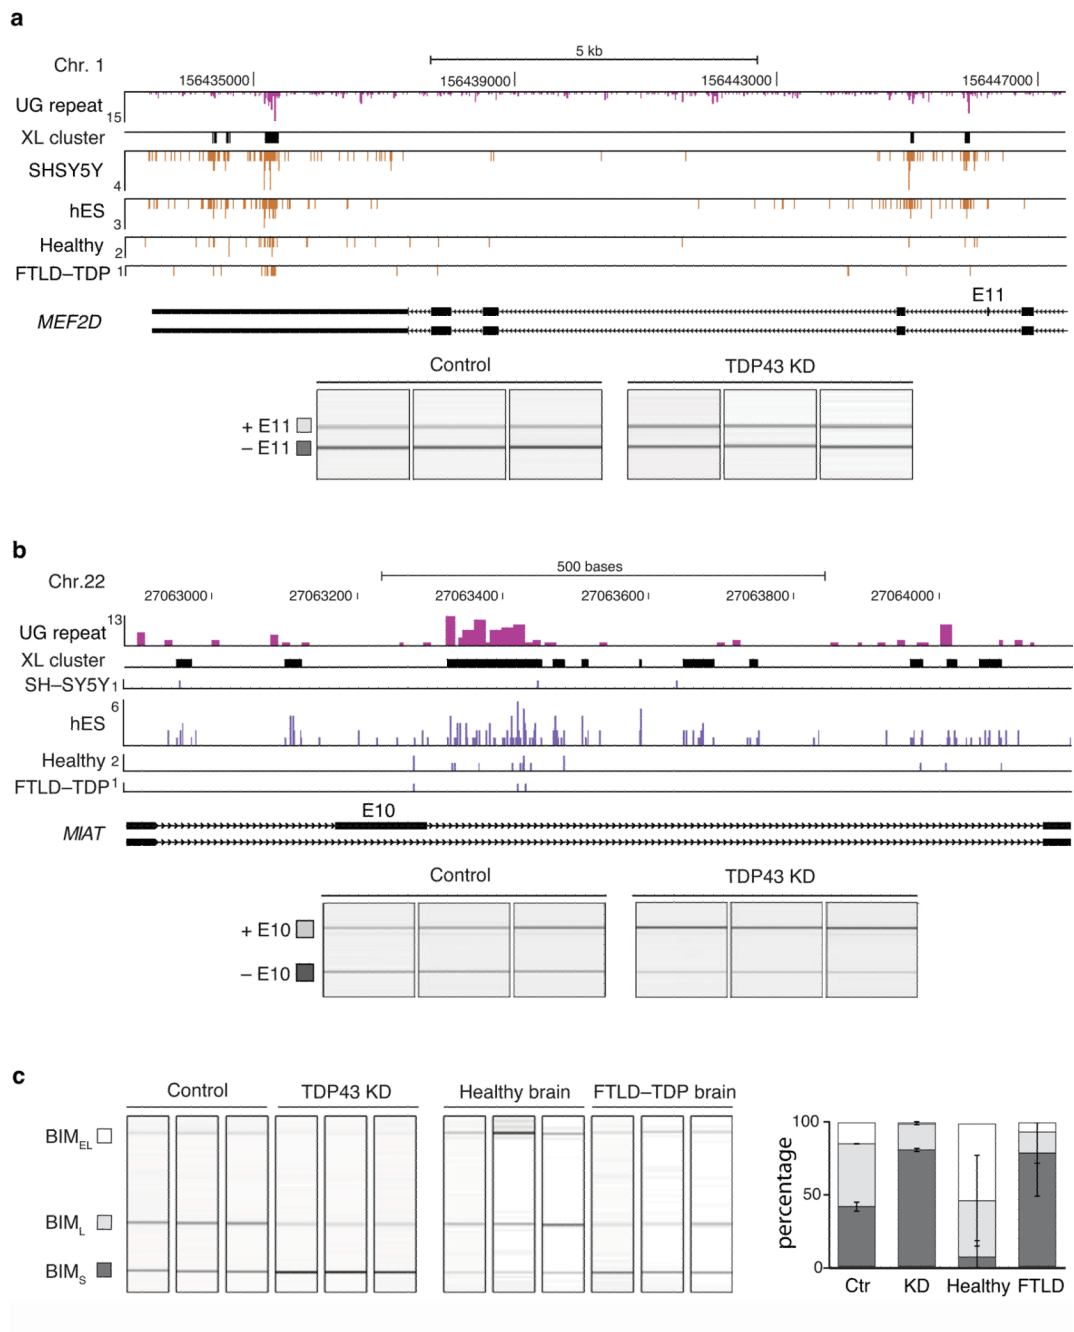 a
5 kb
Chr. 1
156435000 156439000 156443000 156447000
UG repeat 15
XL cluster
SHSY5Y 4
hES 3
Healthy 2
FTLD–TDP 1
E11
MEF2D
Control TDP43 KD
+ E11
– E11
b
500 bases
Chr.22
27063000 27063200 27063400 27063600 27063800 27064000
UG repeat 13
XL cluster
SH–SY5Y 1
hES 6
Healthy 2
FTLD–TDP 1
E10
MIAT
Control TDP43 KD
+ E10
– E10
c
Control TDP43 KD Healthy brain FTLD–TDP brain
BIM EL
BIM L
BIM S
percentage
100
50
0
Ctr KD Healthy FTLD